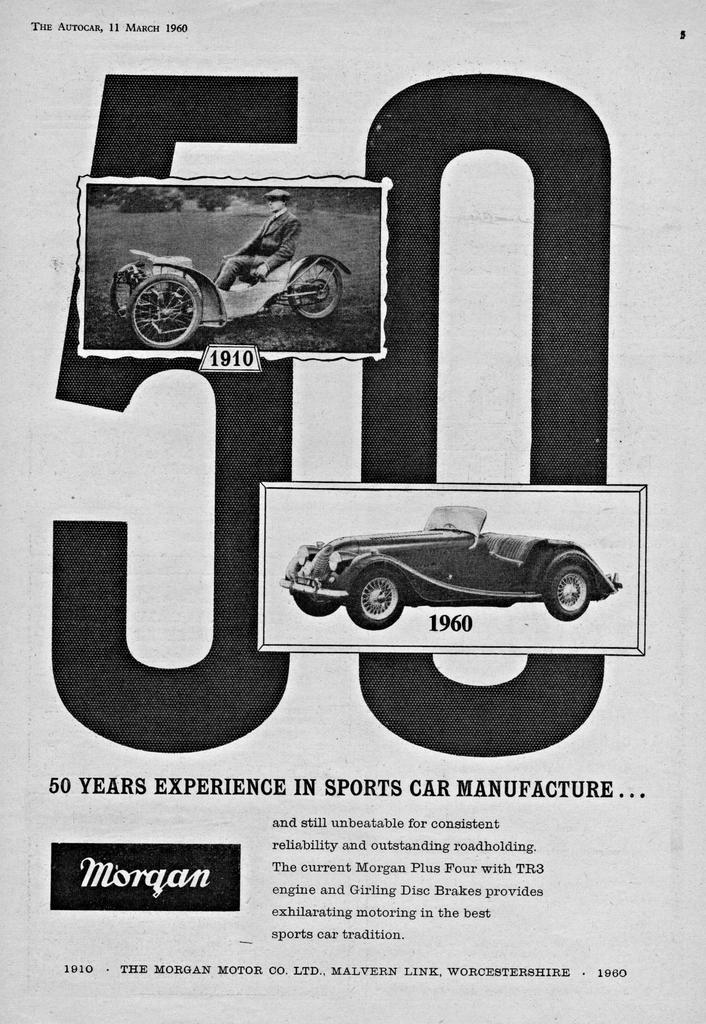 THE AUTOCAR, 11 MARCH 1960
5
50
1910
1960
50 YEARS EXPERIENCE IN SPORTS CAR MANUFACTURE...
and still unbeatable for consistent
reliability and outstanding roadholding.
The current Morgan Plus Four with TR3
engine and Girling Disc Brakes provides
exhilarating motoring in the best
sports car tradition.
Morgan
1910 · THE MORGAN MOTOR CO. LTD., MALVERN LINK, WORCESTERSHIRE · 1960